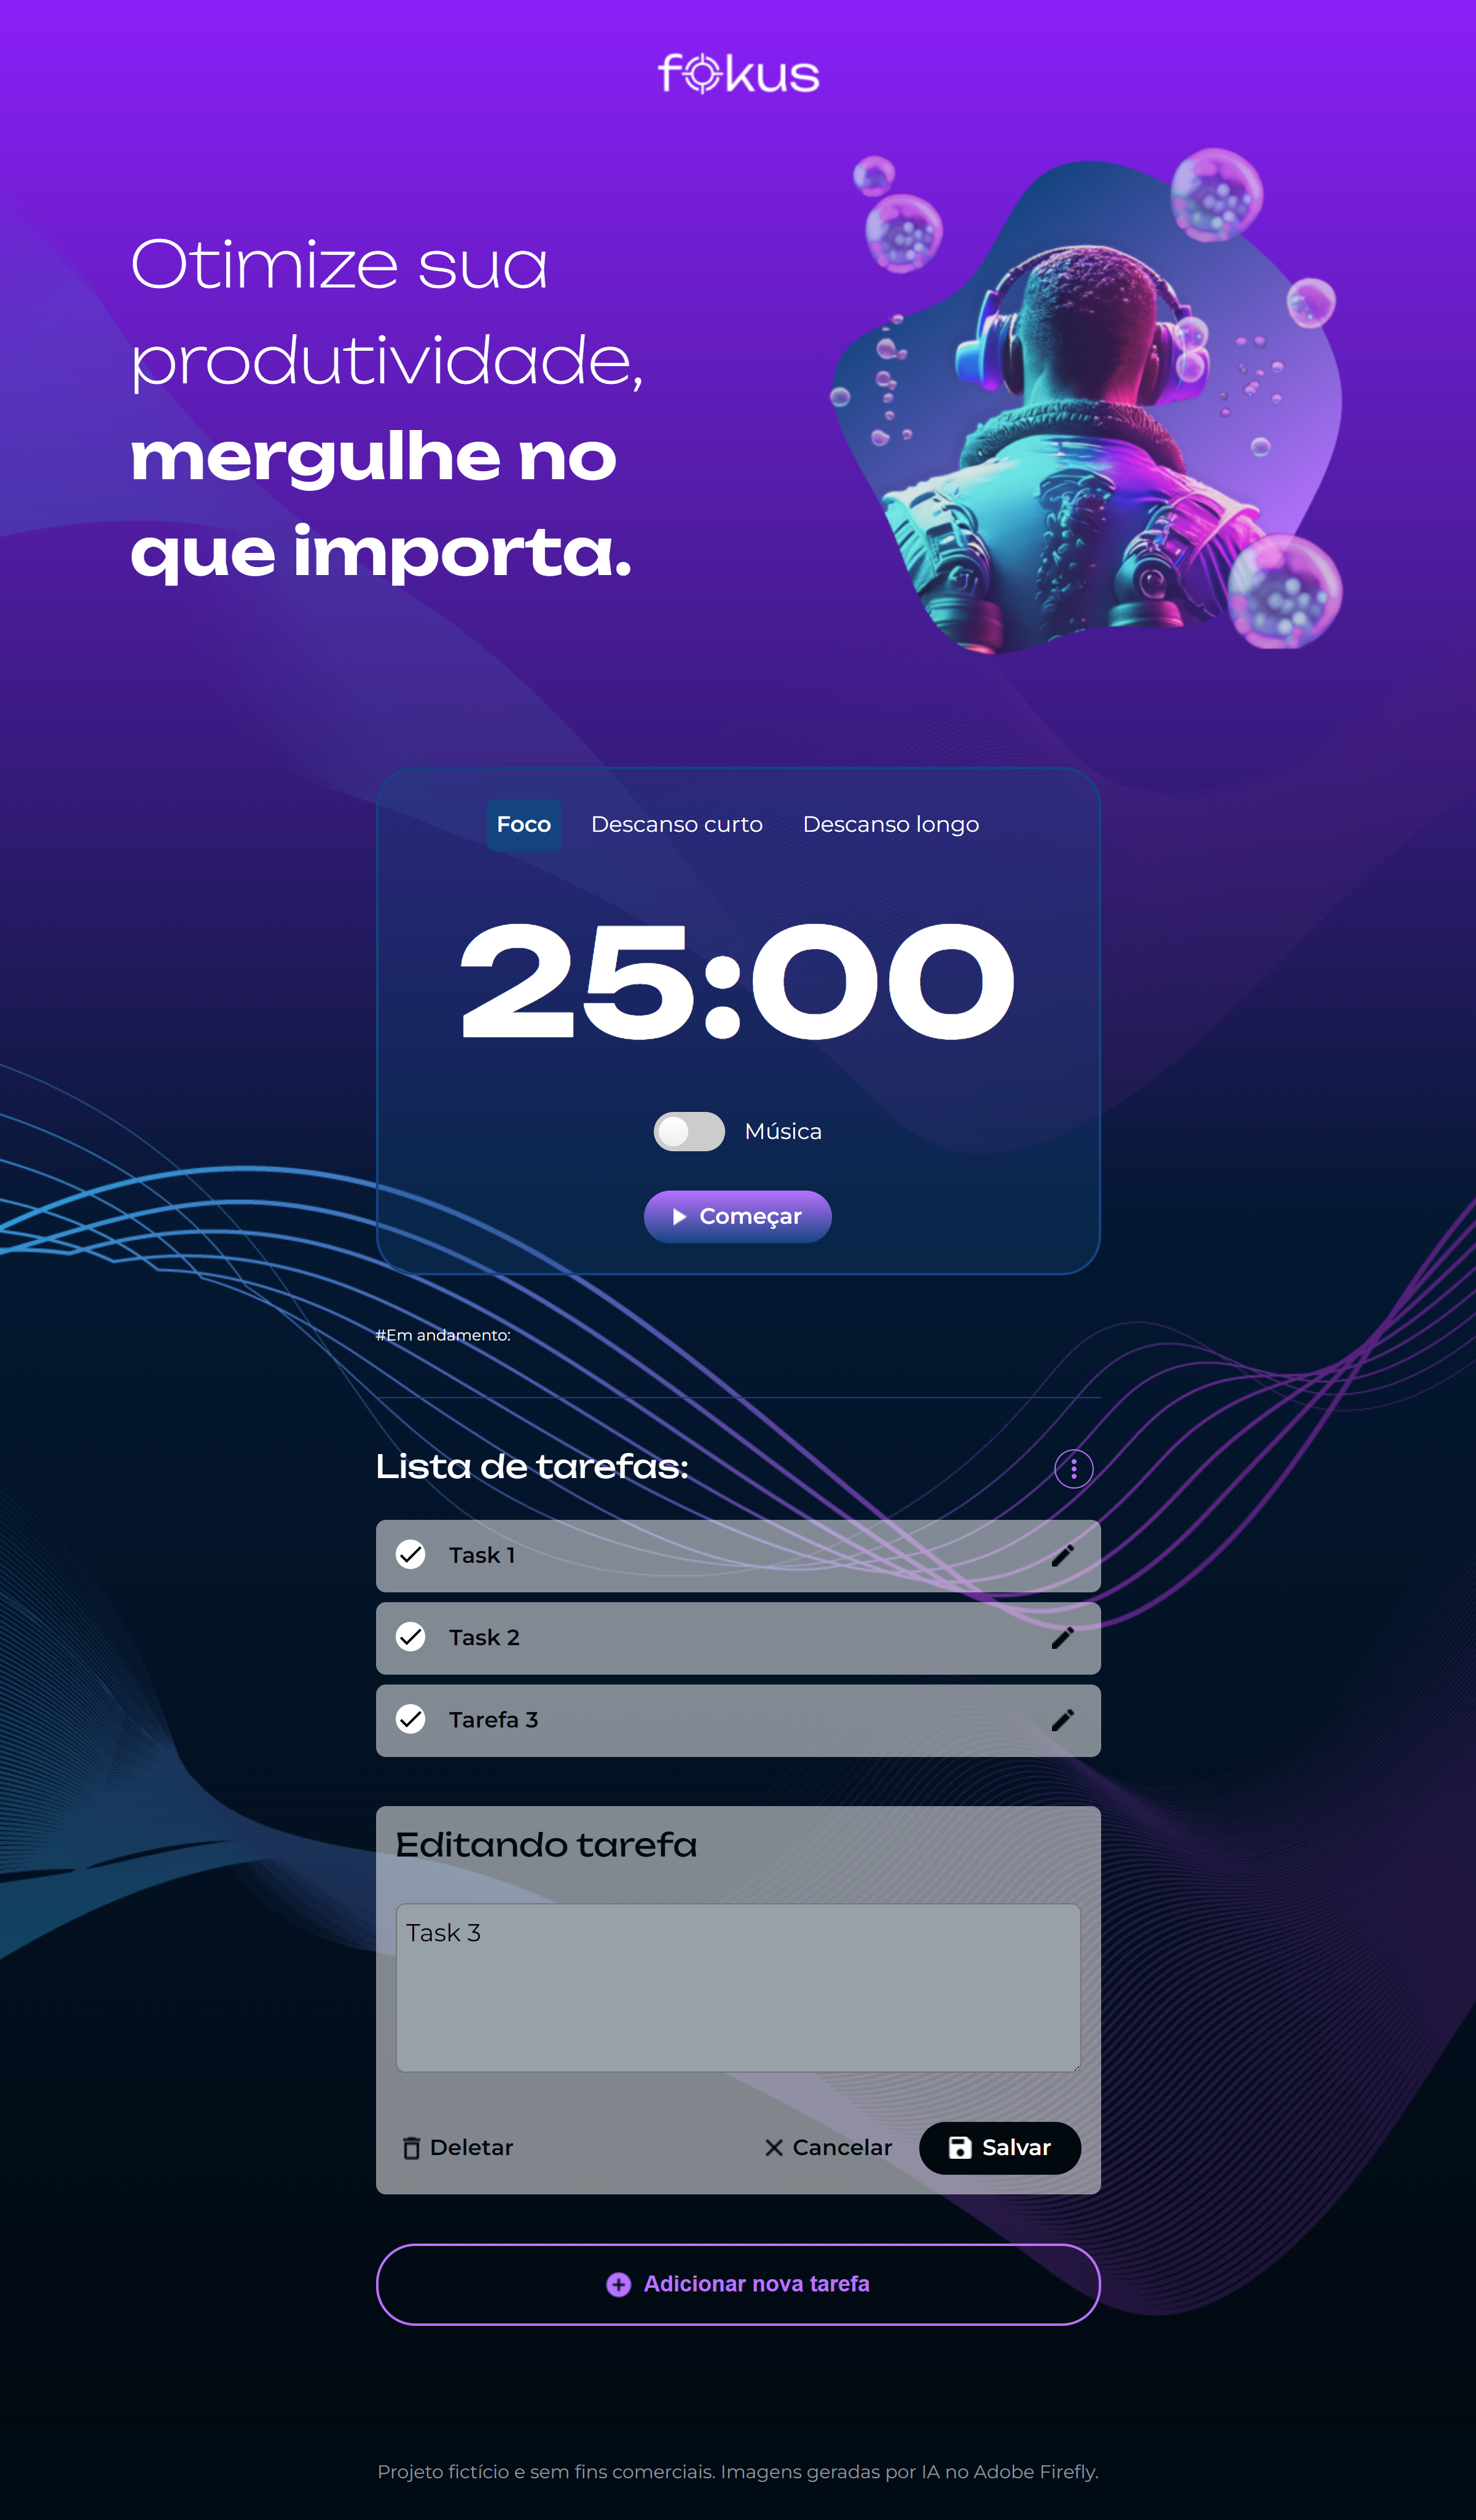 fokus
Otimize sua
produtividade,
mergulhe no
que importa.
Foco Descanso curto Descanso longo
25:00
Música
Começar
#Em andamento:
Lista de tarefas:
Task 1
Task 2
Tarefa 3
Editando tarefa
Task 3
Deletar Cancelar Salvar
Adicionar nova tarefa
Projeto fictício e sem fins comerciais. Imagens geradas por IA no Adobe Firefly.